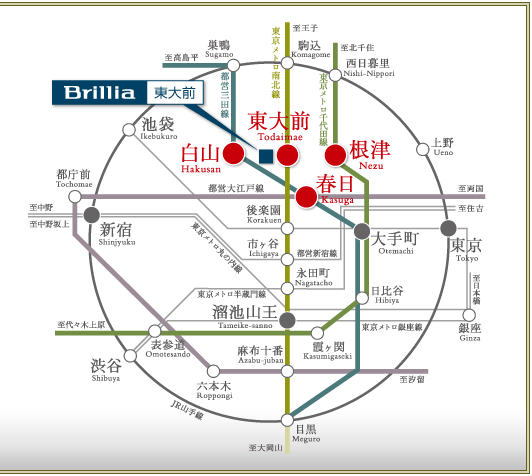 至王子
至高島平
巣鴨
Sugamo
東京メトロ南北線
駒込
Komagome
至北千住
西日暮里
Nishi-Nippori
都営三田線
東京メトロ千代田線
Brillia 東大前
池袋
Ikebukuro
東大前
Todaimae
白山
Hakusan
根津
Nezu
上野
Ueno
都庁前
Tochomae
都営大江戸線
春日
Kasuga
至両国
至住吉
至中野
至中野坂上
新宿
Shinjyuku
後楽園
Korakuen
東京メトロ丸の内線
市ヶ谷
Ichigaya
都営新宿線
大手町
Otemachi
東京
Tokyo
永田町
Nagatacho
至日本橋
東京メトロ半蔵門線
日比谷
Hibiya
溜池山王
Tameike-sanno
東京メトロ銀座線
銀座
Ginza
至代々木上原
表参道
Omotesando
霞ヶ関
Kasumigaseki
渋谷
Shibuya
麻布十番
Azabu-juban
六本木
Roppongi
至汐留
JR山手線
目黒
Meguro
至大岡山